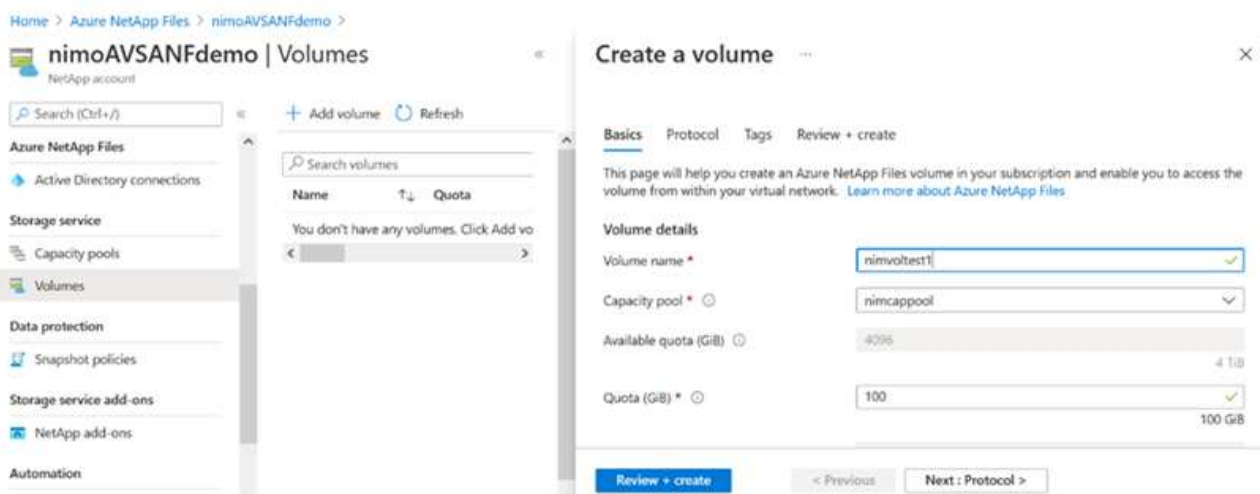 Home > Azure NetApp Files > nimoAVSANFdemo >
nimoAVSANFdemo | Volumes
NetApp account
Search (Ctrl+/)
Azure NetApp Files
Active Directory connections
Storage service
Capacity pools
Volumes
Data protection
Snapshot policies
Storage service add-ons
NetApp add-ons
Automation
+ Add volume Refresh
Search volumes
Name ↑↓ Quota
You don't have any volumes. Click Add vo
Create a volume ...
Basics Protocol Tags Review + create
This page will help you create an Azure NetApp Files volume in your subscription and enable you to access the
volume from within your virtual network. Learn more about Azure NetApp Files
Volume details
Volume name * nimvoltest1
Capacity pool * nimcappool
Available quota (GiB) 4096
4 TiB
Quota (GiB) * 100
100 GiB
Review + create < Previous Next : Protocol >